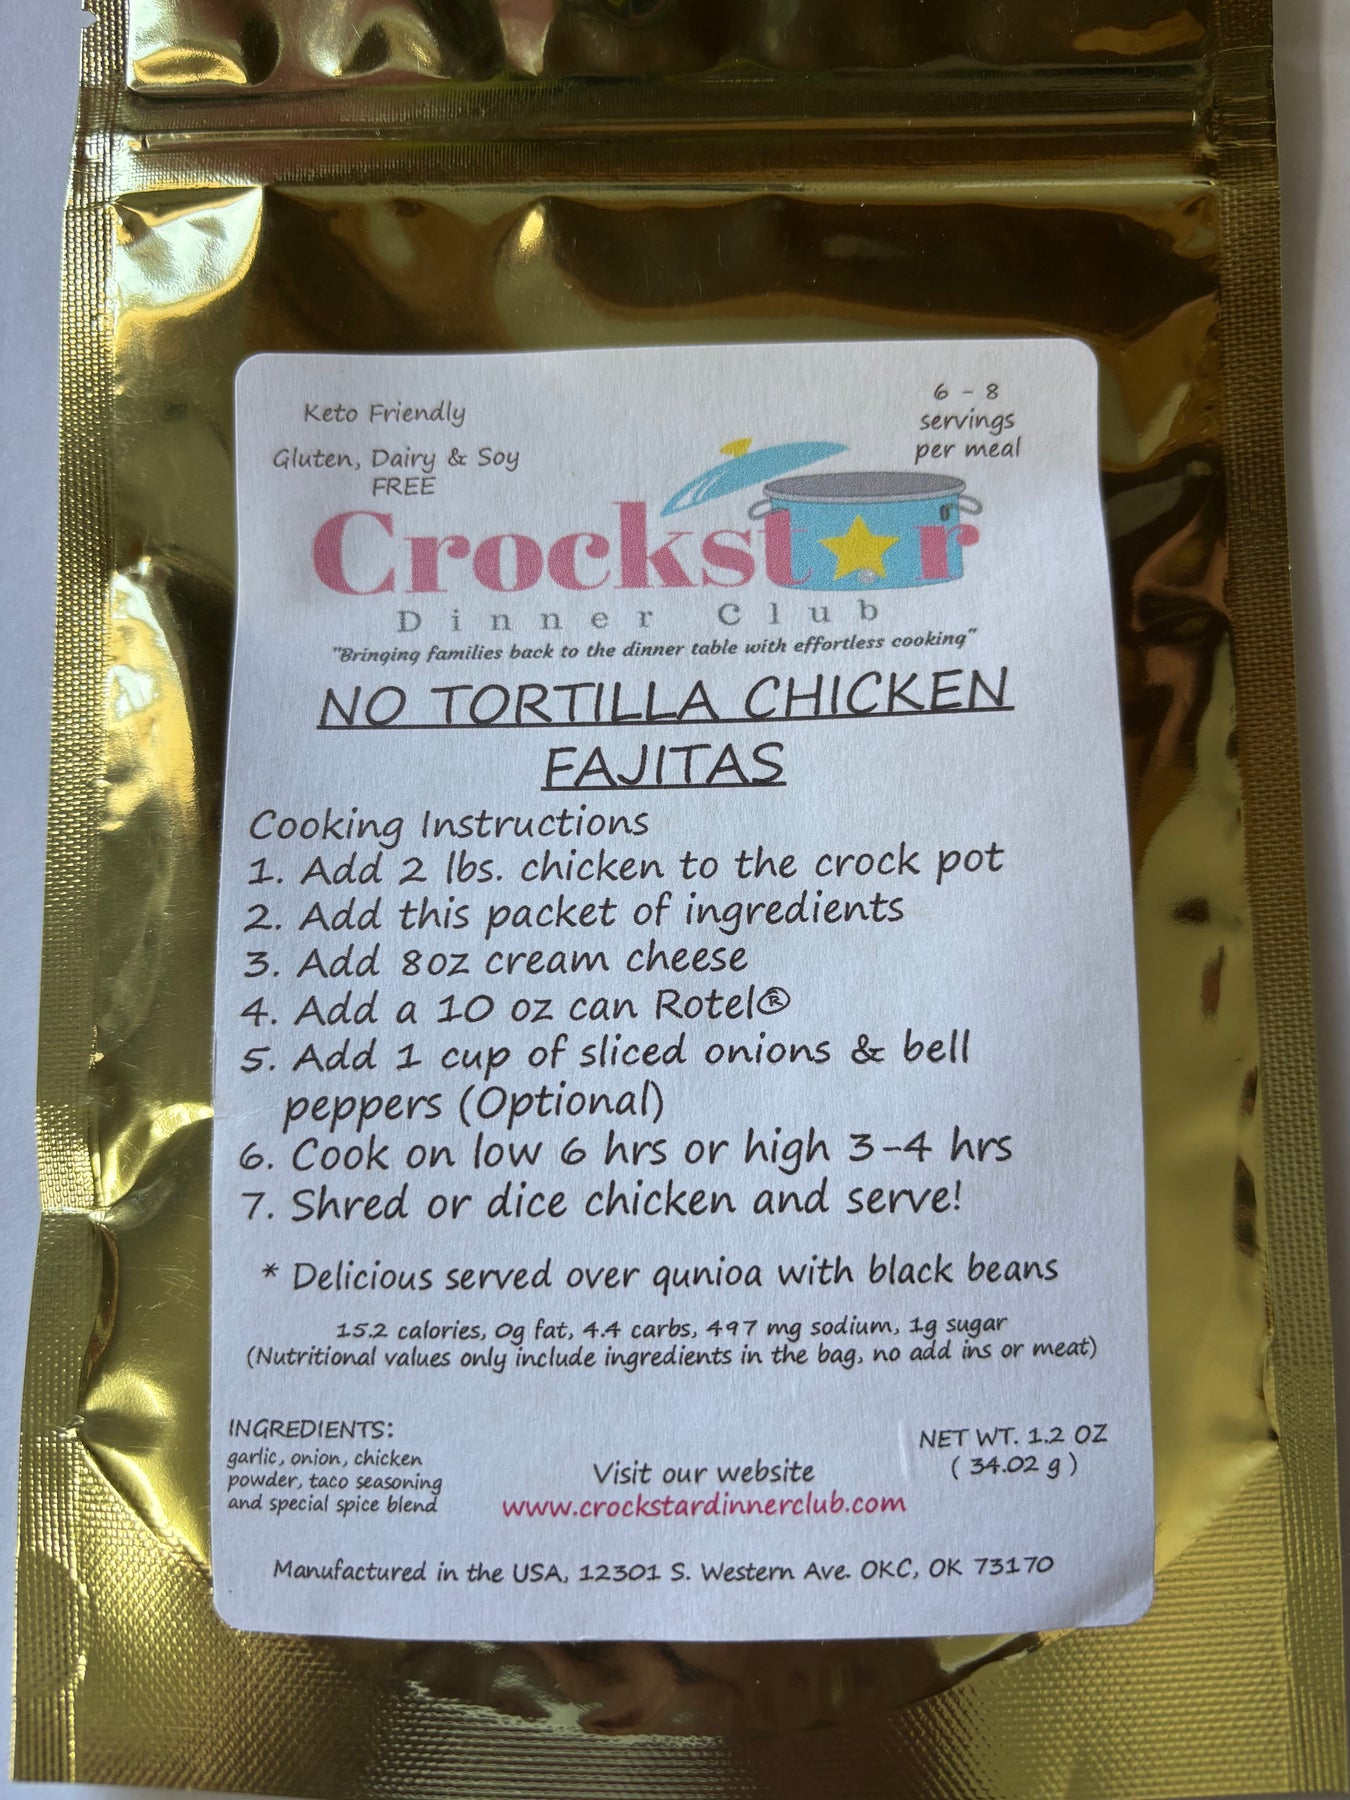 Keto Friendly
Gluten, Dairy & Soy
FREE
6 - 8
servings
per meal
Crockstar
Dinner Club
"Bringing families back to the dinner table with effortless cooking"
NO TORTILLA CHICKEN
FAJITAS
Cooking Instructions
1. Add 2 lbs. chicken to the crock pot
2. Add this packet of ingredients
3. Add 8oz cream cheese
4. Add a 10 oz can Rotel®
5. Add 1 cup of sliced onions & bell
peppers (Optional)
6. Cook on low 6 hrs or high 3-4 hrs
7. Shred or dice chicken and serve!
* Delicious served over qunioa with black beans
15.2 calories, 0g fat, 4.4 carbs, 497 mg sodium, 1g sugar
(Nutritional values only include ingredients in the bag, no add ins or meat)
INGREDIENTS:
garlic, onion, chicken
powder, taco seasoning
and special spice blend
Visit our website
www.crockstardinnerclub.com
NET WT. 1.2 OZ
( 34.02 g )
Manufactured in the USA, 12301 S. Western Ave. OKC, OK 73170